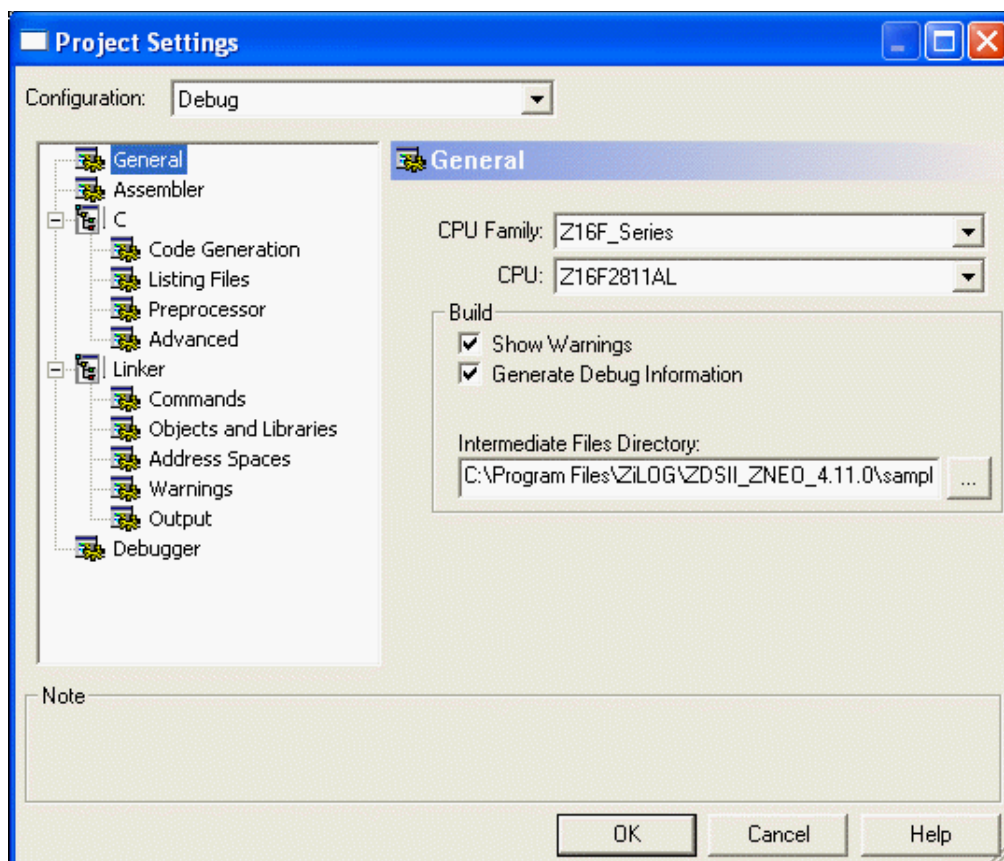 Project Settings
Configuration: Debug
General
Assembler
C
Code Generation
Listing Files
Preprocessor
Advanced
Linker
Commands
Objects and Libraries
Address Spaces
Warnings
Output
Debugger
General
CPU Family: Z16F_Series
CPU: Z16F2811AL
Build
Show Warnings
Generate Debug Information
Intermediate Files Directory:
C:\Program Files\ZiLOG\ZDSII_ZNEO_4.11.0\sampl ...
Note
OK Cancel Help